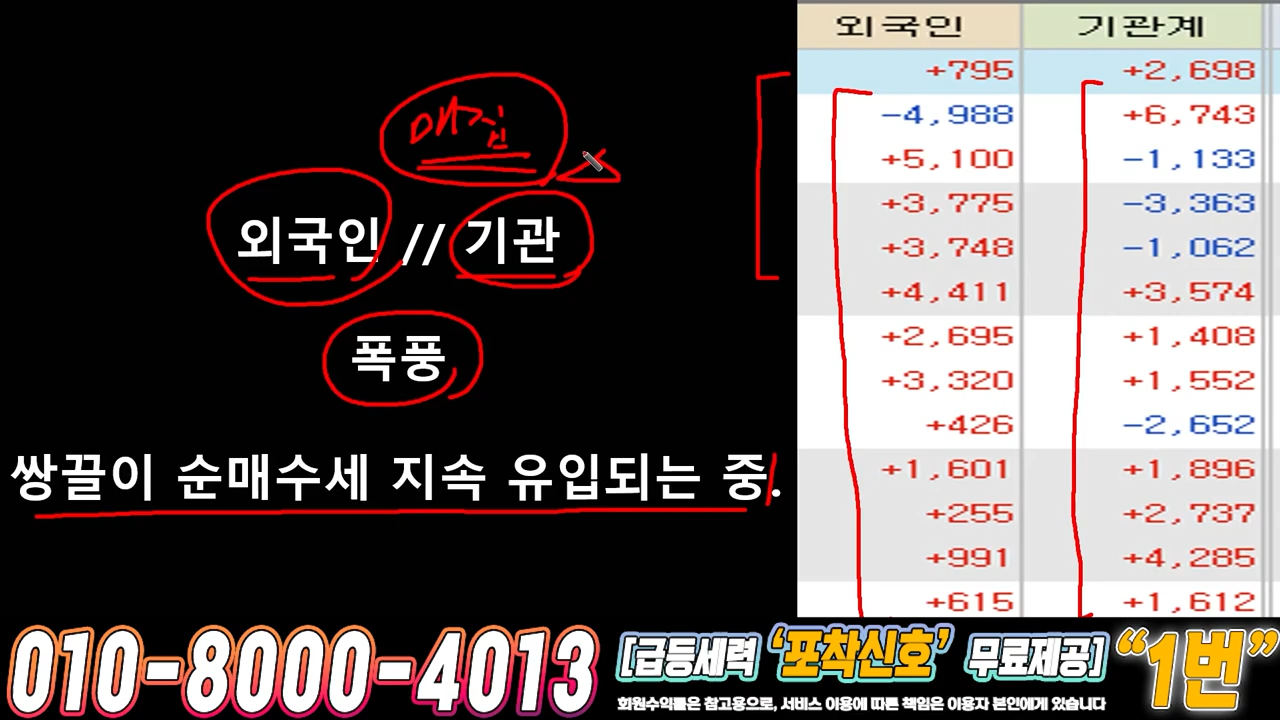 매집
외국인 // 기관
폭풍
쌍끌이 순매수세 지속 유입되는 중.
외국인 기관계
+795 +2,698
-4,988 +6,743
+5,100 -1,133
+3,775 -3,363
+3,748 -1,062
+4,411 +3,574
+2,695 +1,408
+3,320 +1,552
+426 -2,652
+1,601 +1,896
+255 +2,737
+991 +4,285
+615 +1,612
010-8000-4013 [급등세력 '포착신호' 무료제공] "1번"
회원수익률은 참고용으로, 서비스 이용에 따른 책임은 이용자 본인에게 있습니다